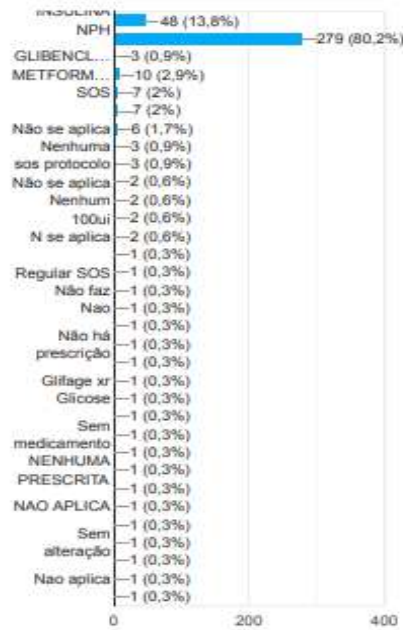 INSULINA
48 (13,8%)
NPH
279 (80,2%)
GLIBENCL… 3 (0,9%)
METFORM… 10 (2,9%)
SOS 7 (2%)
7 (2%)
Não se aplica 6 (1,7%)
Nenhuma 3 (0,9%)
sos protocolo 3 (0,9%)
Não se aplica 2 (0,6%)
Nenhum 2 (0,6%)
100ui 2 (0,6%)
N se aplica 2 (0,6%)
1 (0,3%)
Regular SOS 1 (0,3%)
Não faz 1 (0,3%)
Nao 1 (0,3%)
1 (0,3%)
Não há
prescrição
1 (0,3%)
1 (0,3%)
Glifage xr 1 (0,3%)
Glicose 1 (0,3%)
1 (0,3%)
Sem
medicamento
1 (0,3%)
1 (0,3%)
NENHUMA
PRESCRITA
1 (0,3%)
1 (0,3%)
NAO APLICA 1 (0,3%)
1 (0,3%)
Sem
alteração
1 (0,3%)
1 (0,3%)
Nao aplica 1 (0,3%)
1 (0,3%)
0 200 400